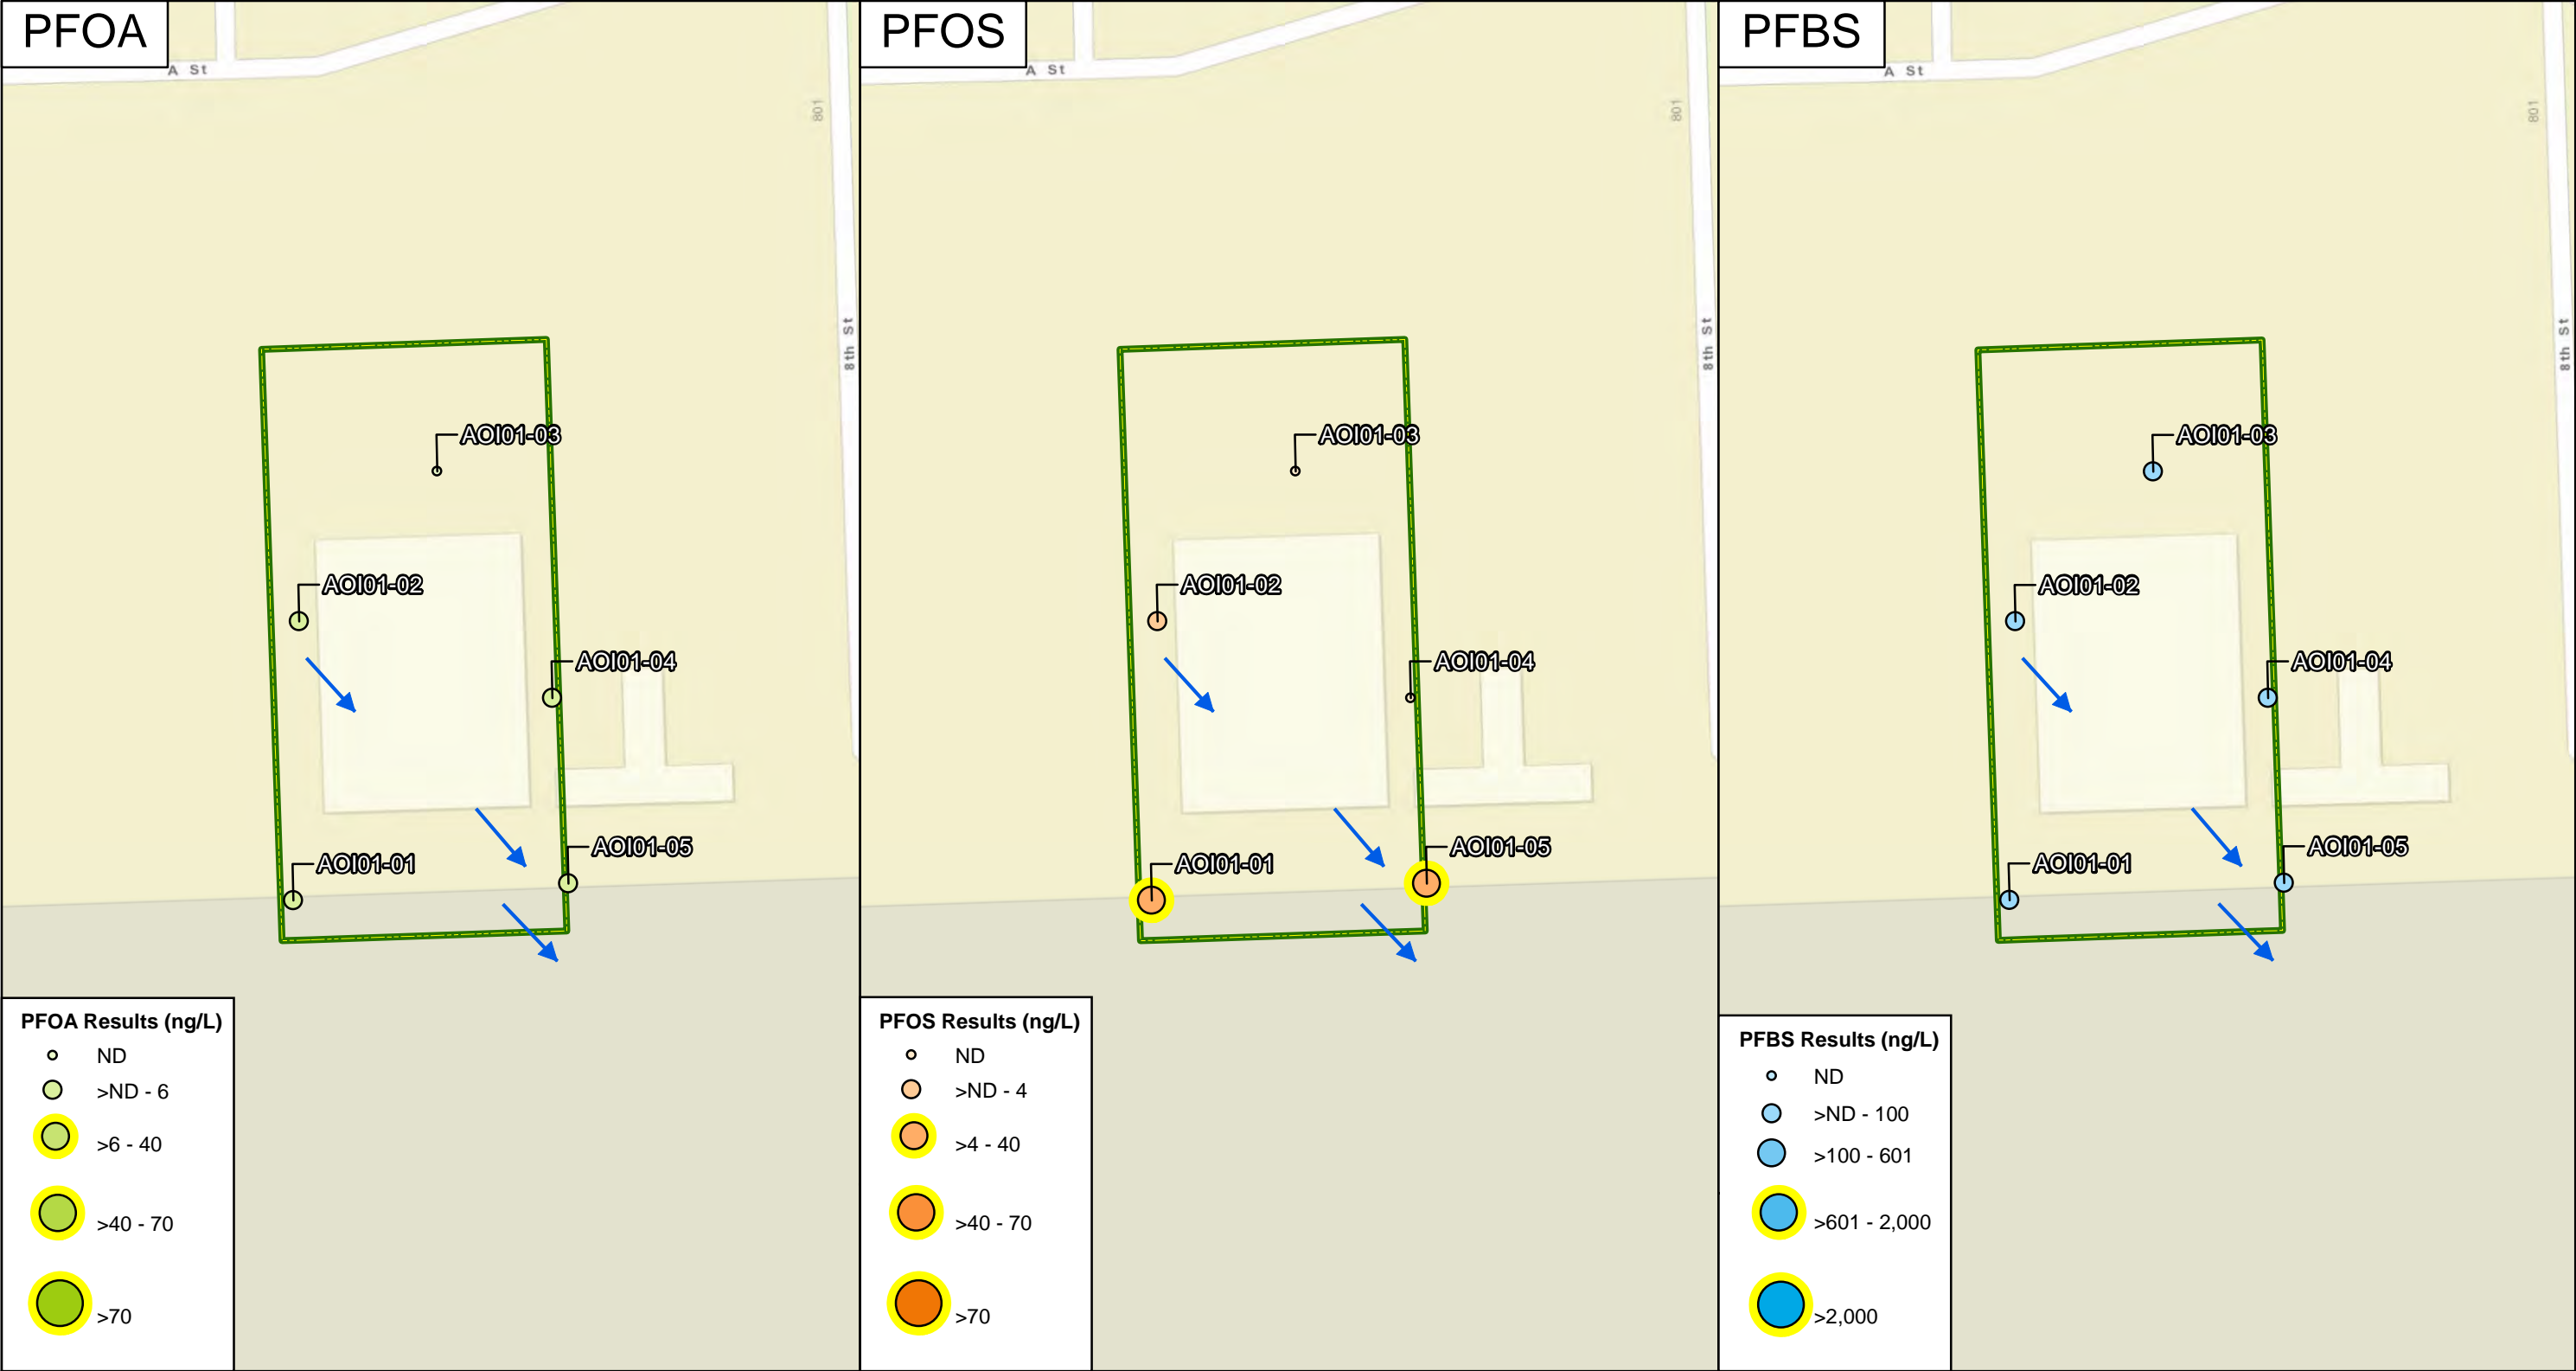 PFOA
A St
801
8th St
AOI01-03
AOI01-02
AOI01-04
AOI01-05
AOI01-01
PFOA Results (ng/L)
ND
>ND - 6
>6 - 40
>40 - 70
>70
PFOS
A St
801
8th St
AOI01-03
AOI01-02
AOI01-04
AOI01-05
AOI01-01
PFOS Results (ng/L)
ND
>ND - 4
>4 - 40
>40 - 70
>70
PFBS
A St
801
8th St
AOI01-03
AOI01-02
AOI01-04
AOI01-05
AOI01-01
PFBS Results (ng/L)
ND
>ND - 100
>100 - 601
>601 - 2,000
>2,000